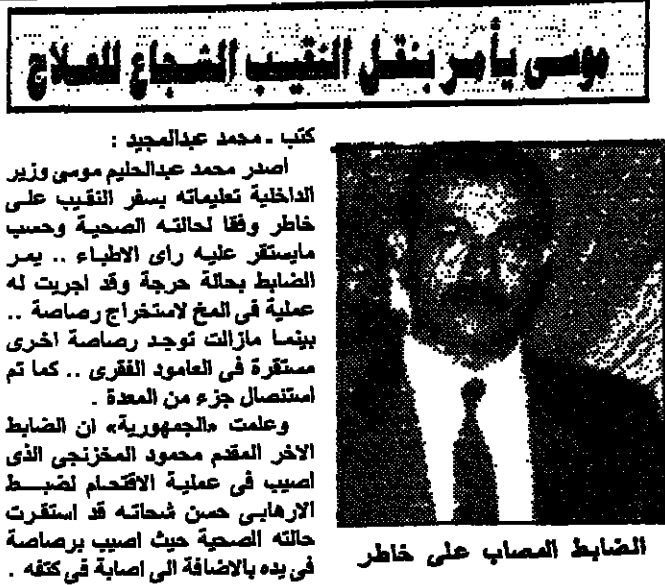 موسى يأمر بنقل النقيب الشجاع للعلاج
كتب ـ محمد عبدالمجيد :
اصدر محمد عبدالحليم موسى وزير
الداخلية تعليماته بسفر النقيب على
خاطر وفقا لحالته الصحية وحسب
مايستقر عليه راى الاطباء .. يمر
الضابط بحالة حرجة وقد اجريت له
عملية فى المخ لاستخراج رصاصة ..
بينما مازالت توجد رصاصة اخرى
مستقرة فى العامود الفقرى .. كما تم
استئصال جزء من المعدة .
وعلمت «الجمهورية» ان الضابط
الاخر المقدم محمود المخزنجى الذى
اصيب فى عملية الاقتحام لضبط
الارهابى حسن شحاته قد استقرت
حالته الصحية حيث اصيب برصاصة
فى يده بالاضافة الى اصابة فى كتفه .
الضابط المصاب على خاطر